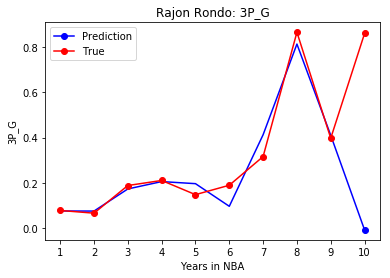 Rajon Rondo: 3P_G
Prediction
True
3P_G
0.8
0.6
0.4
0.2
0.0
1 2 3 4 5 6 7 8 9 10
Years in NBA